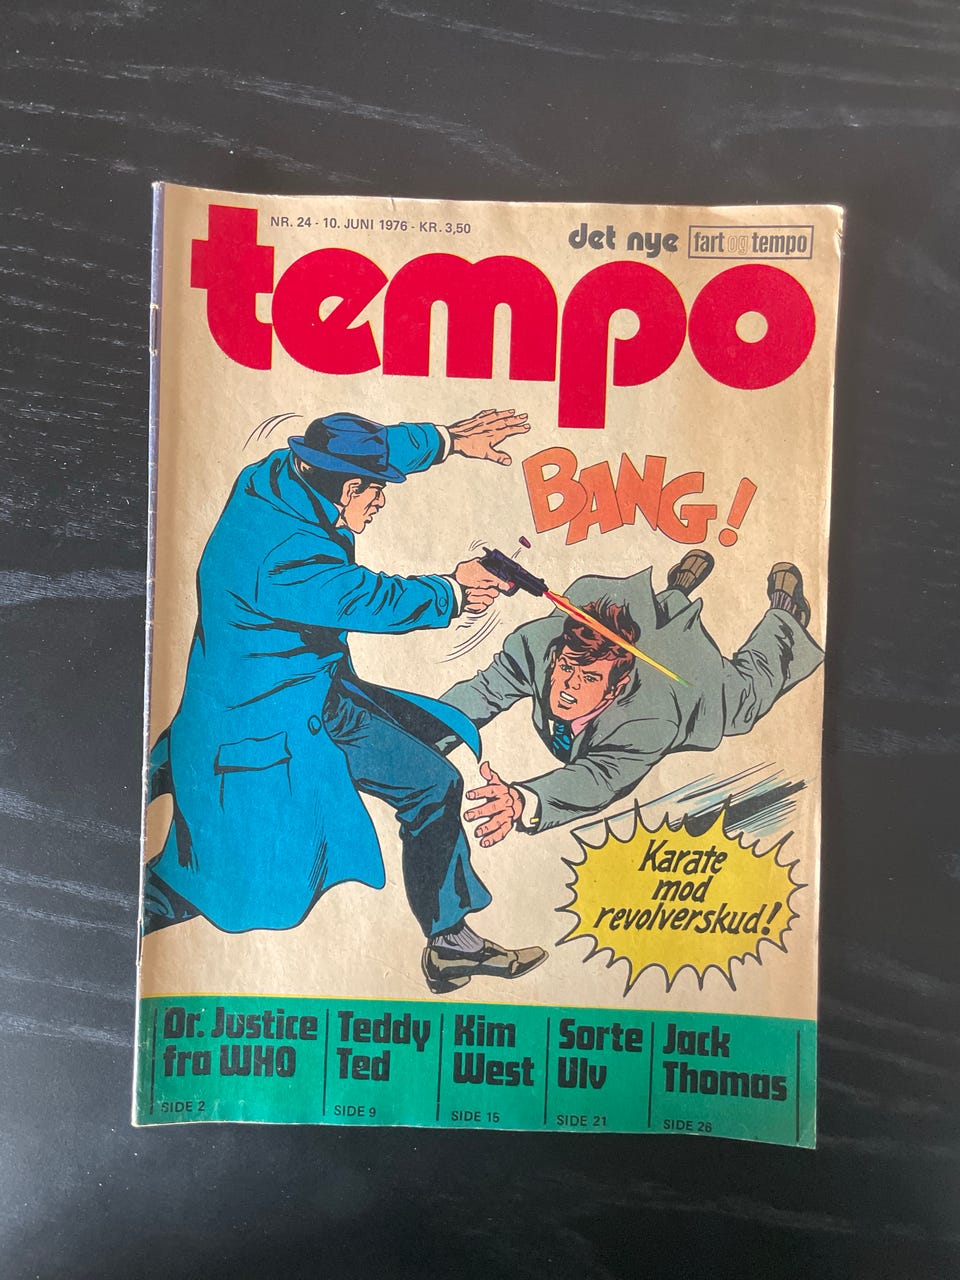 NR. 24 - 10. JUNI 1976 - KR. 3,50
det nye fart og tempo
tempo
BANG!
Karate
mod
revolverskud!
Dr. Justice
fra WHO
SIDE 2
Teddy
Ted
SIDE 9
Kim
West
SIDE 15
Sorte
Ulv
SIDE 21
Jack
Thomas
SIDE 26